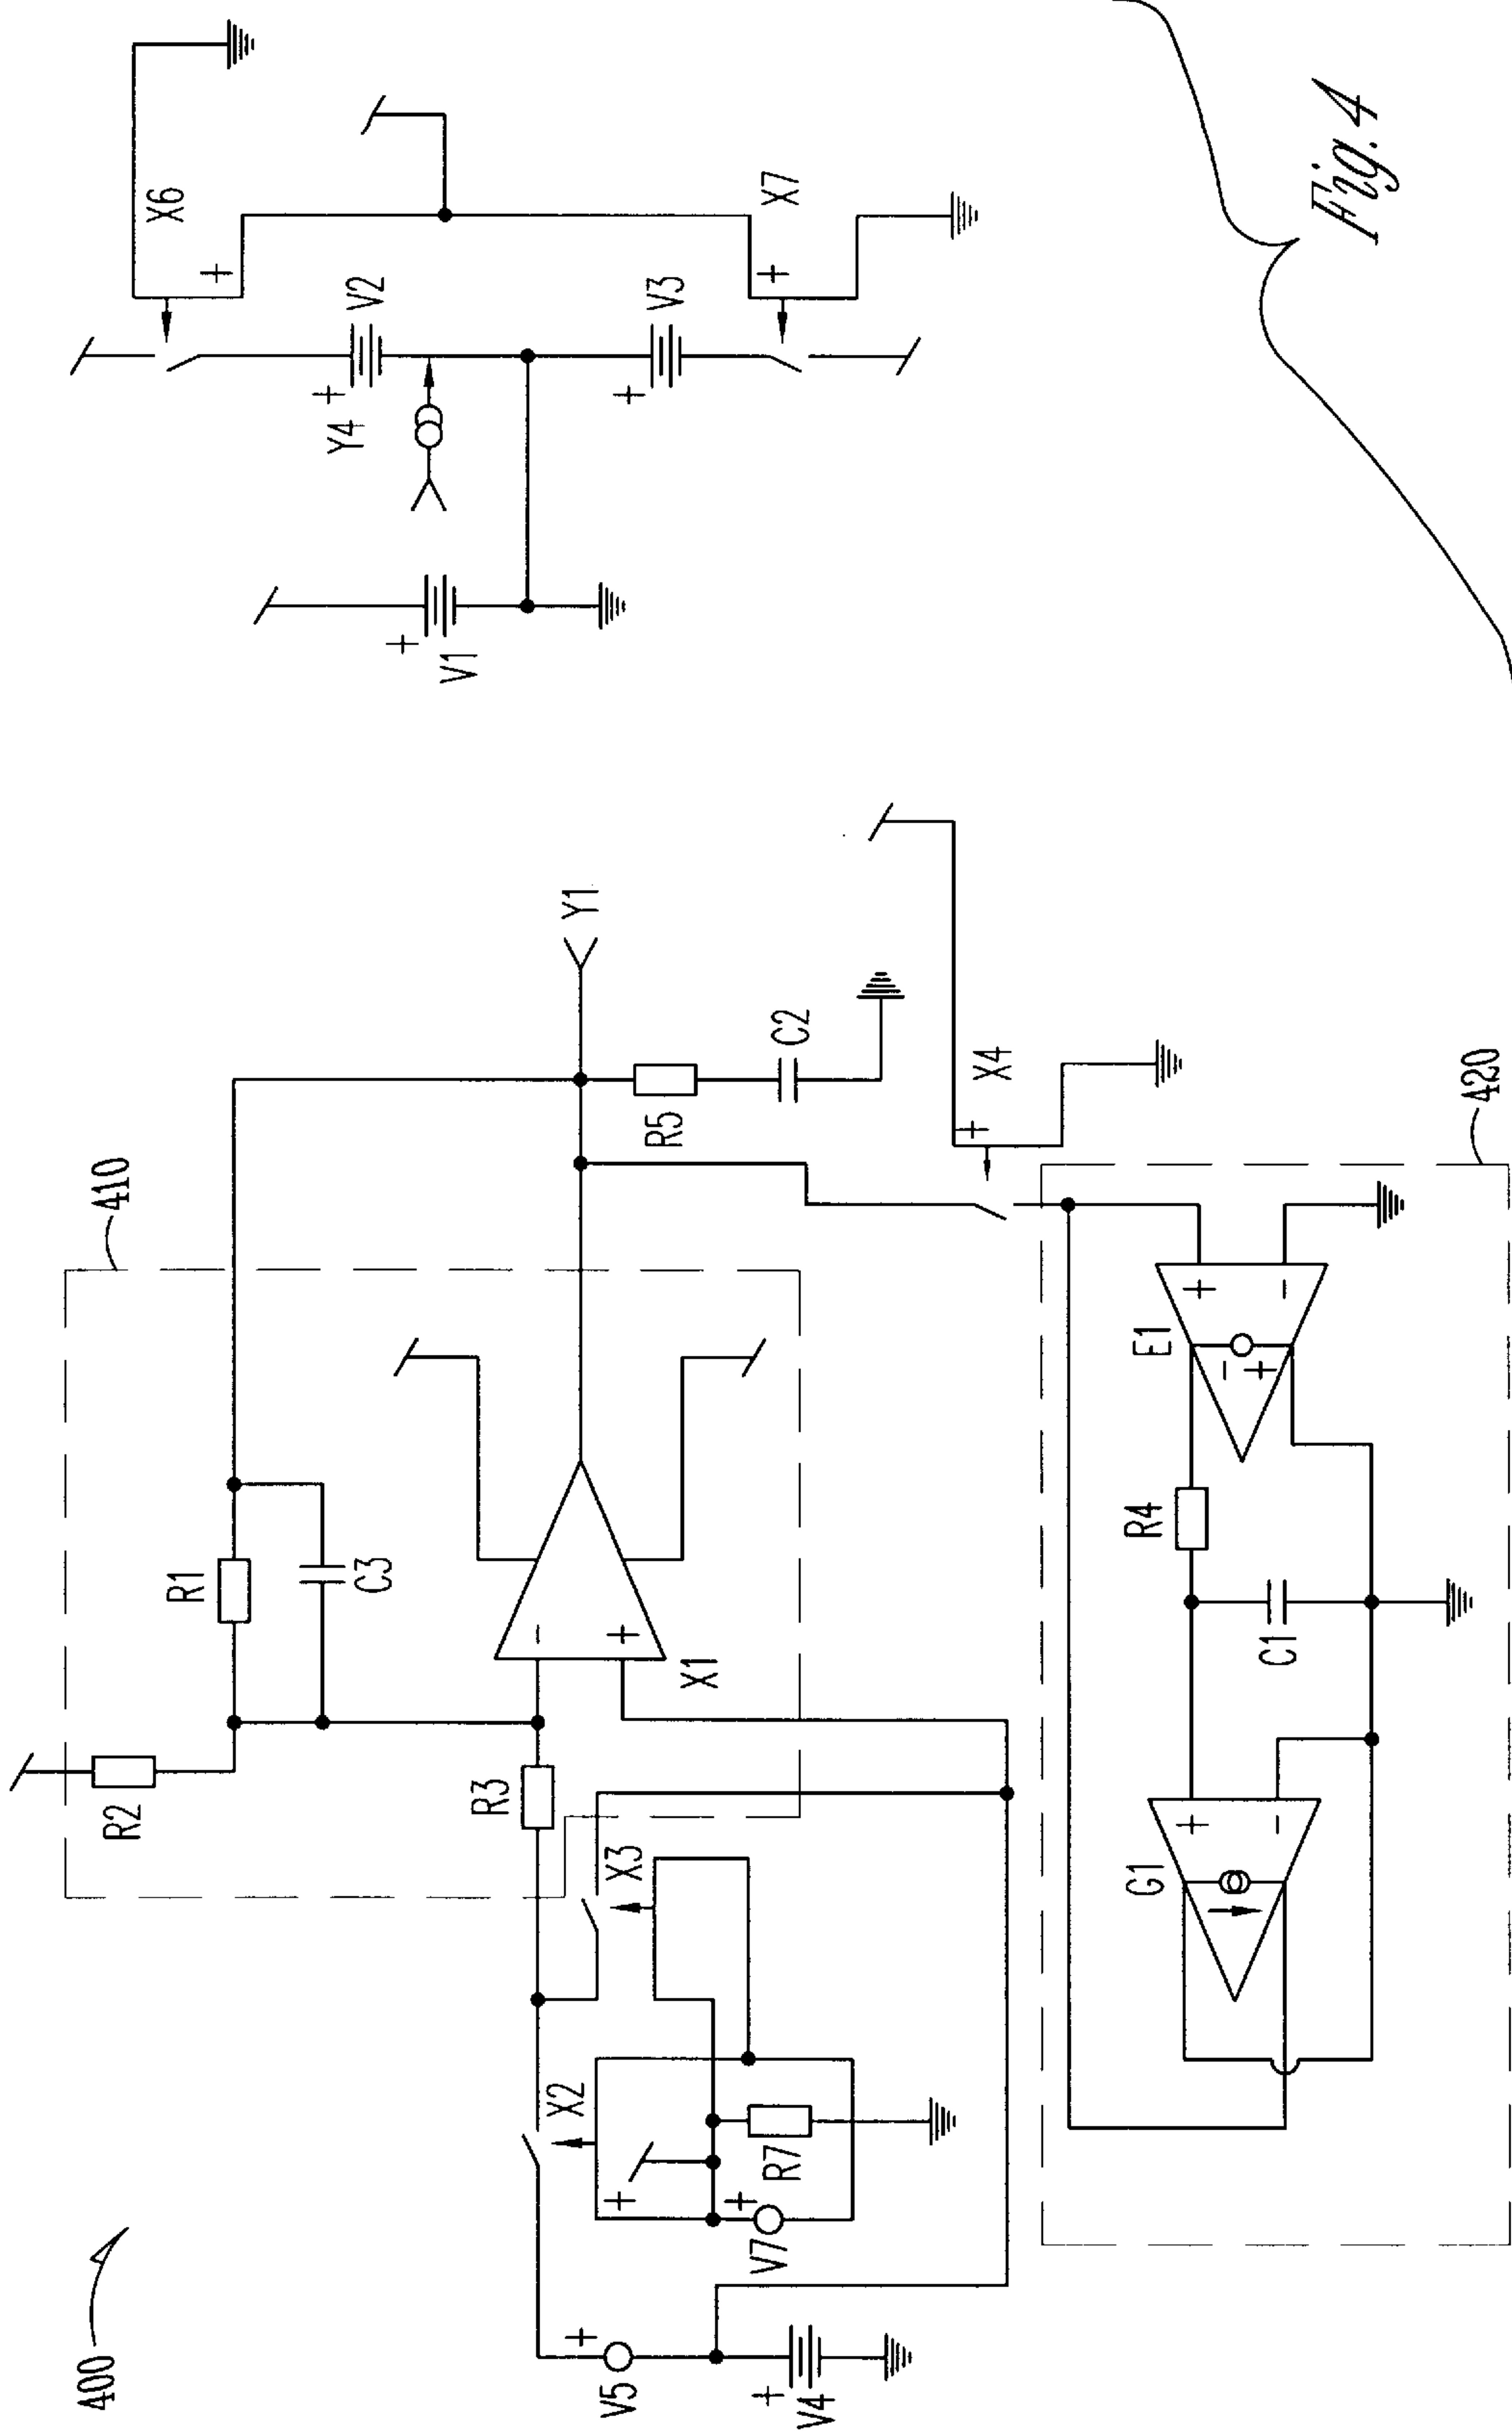 400
410
R2
R1
C3
R3
X1
X3
X2
R7
V7
V5
V4
+
+
+
+
-
+
Y1
R5
C2
X4
+
420
E1
+
-
-
+
R4
C1
G1
+
-
X6
+
V2
+
Y4
V3
+
X7
+
V1
+
Fig. 4